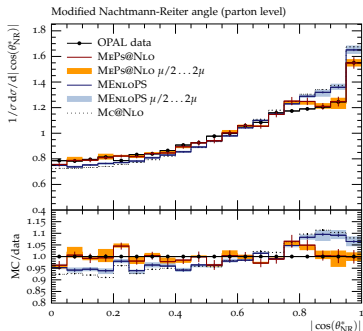 Modified Nachtmann-Reiter angle (parton level)
1/σ dσ/d|cos(θ*NR)|
OPAL data
MEPS@NLO
MEPS@NLO μ/2 . . . 2μ
MENLOPS
MENLOPS μ/2 . . . 2μ
MC@NLO
1.8
1.6
1.4
1.2
1
0.8
0.6
0.4
MC/data
1.15
1.1
1.05
1.0
0.95
0.9
0.85
0.8
0 0.2 0.4 0.6 0.8 1
|cos(θ*NR)|